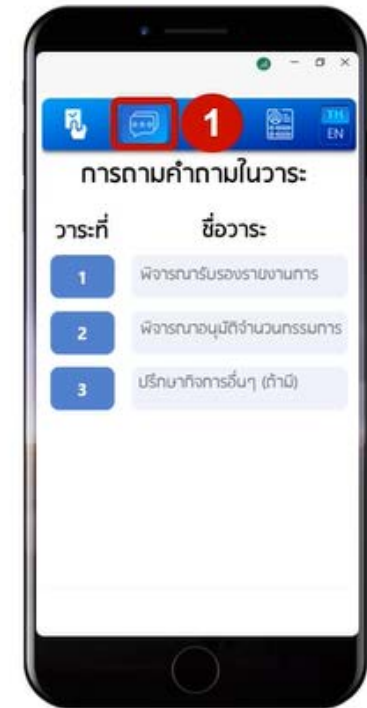 1
TH
EN
การถามคำถามในวาระ
วาระที่ ชื่อวาระ
1 พิจารณารับรองรายงานการ
2 พิจารณาอนุมัติจำนวนกรรมการ
3 ปรึกษากิจการอื่นๆ (ถ้ามี)